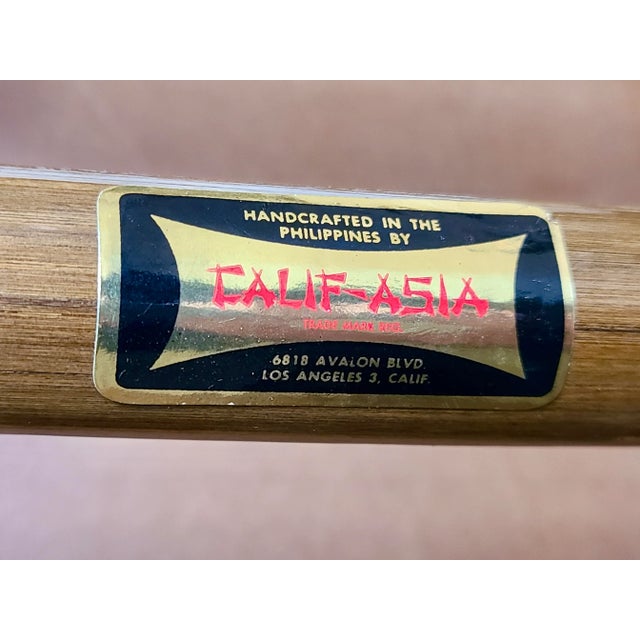 HANDCRAFTED IN THE
PHILIPPINES BY
CALIF-ASIA
TRADE MARK REG.
6818 AVALON BLVD.
LOS ANGELES 3, CALIF.